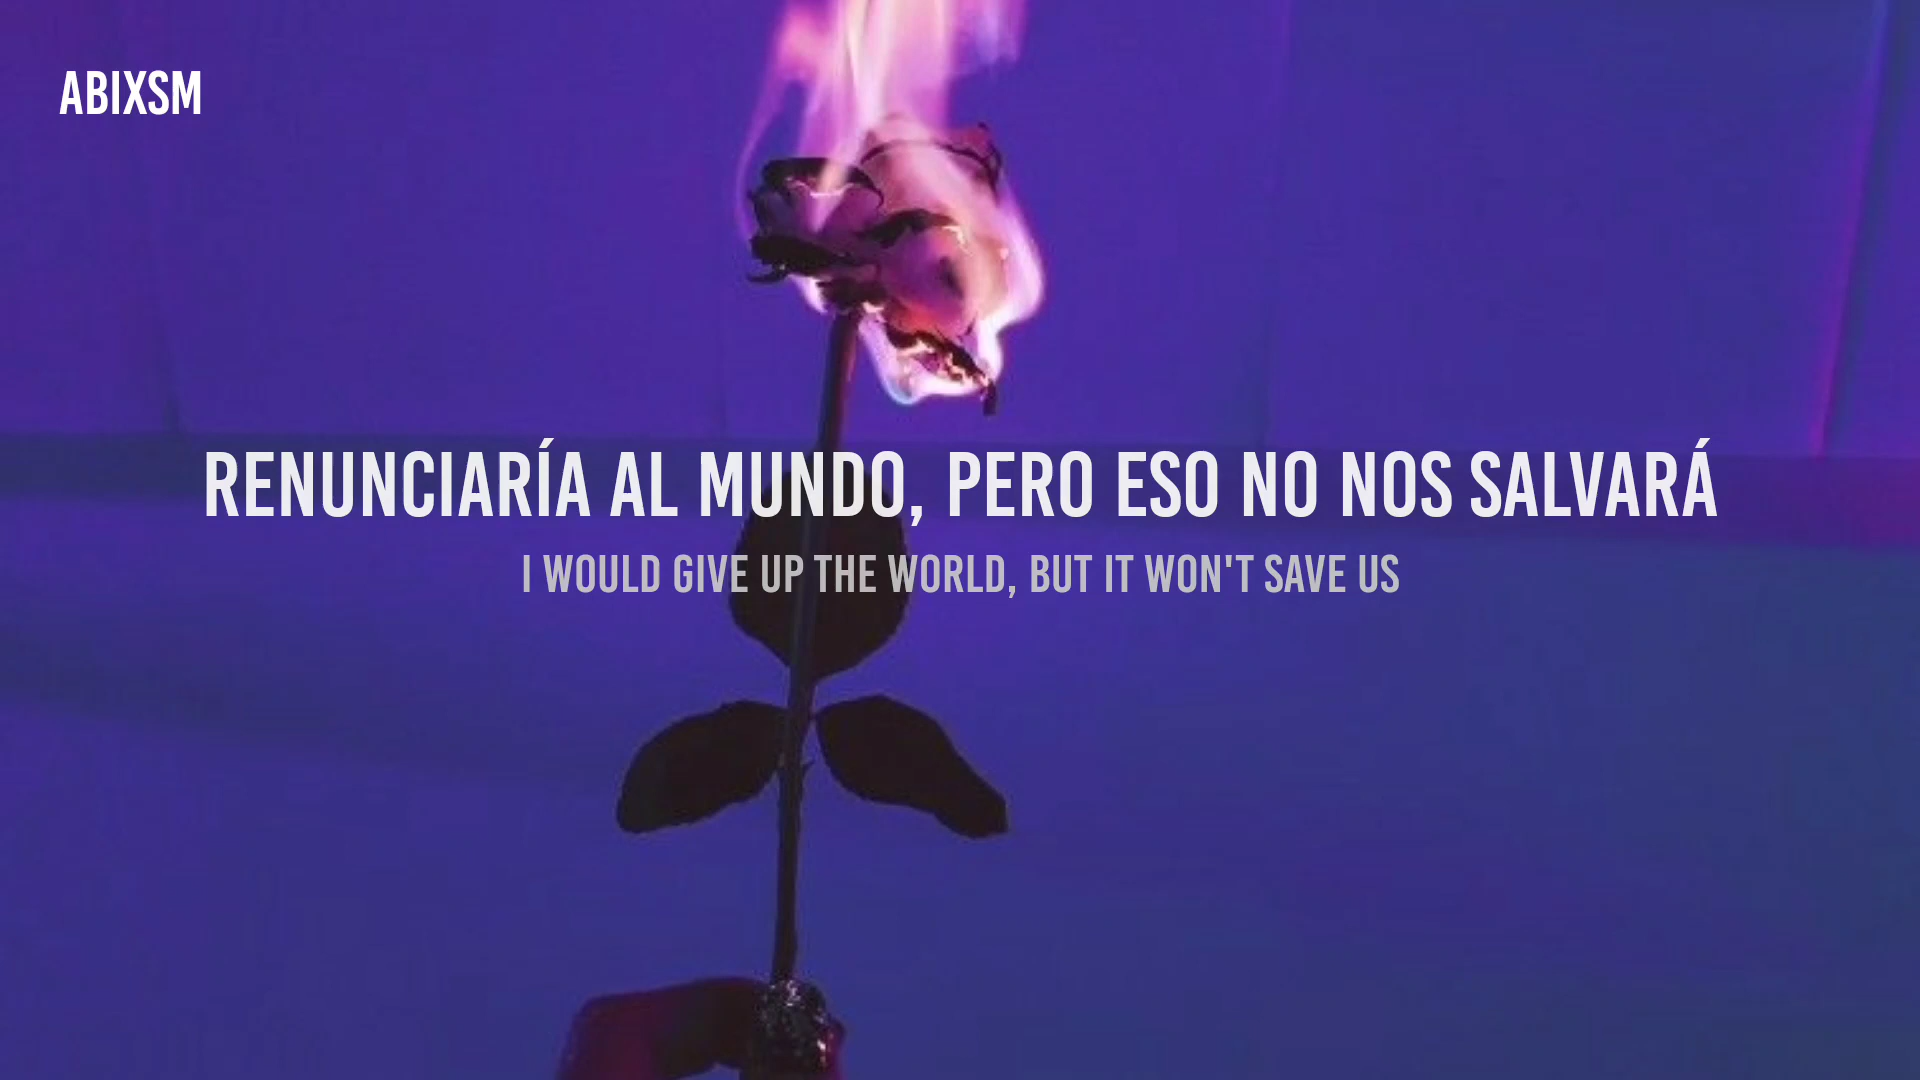 ABIXSM
RENUNCIARÍA AL MUNDO, PERO ESO NO NOS SALVARÁ
I WOULD GIVE UP THE WORLD, BUT IT WON'T SAVE US